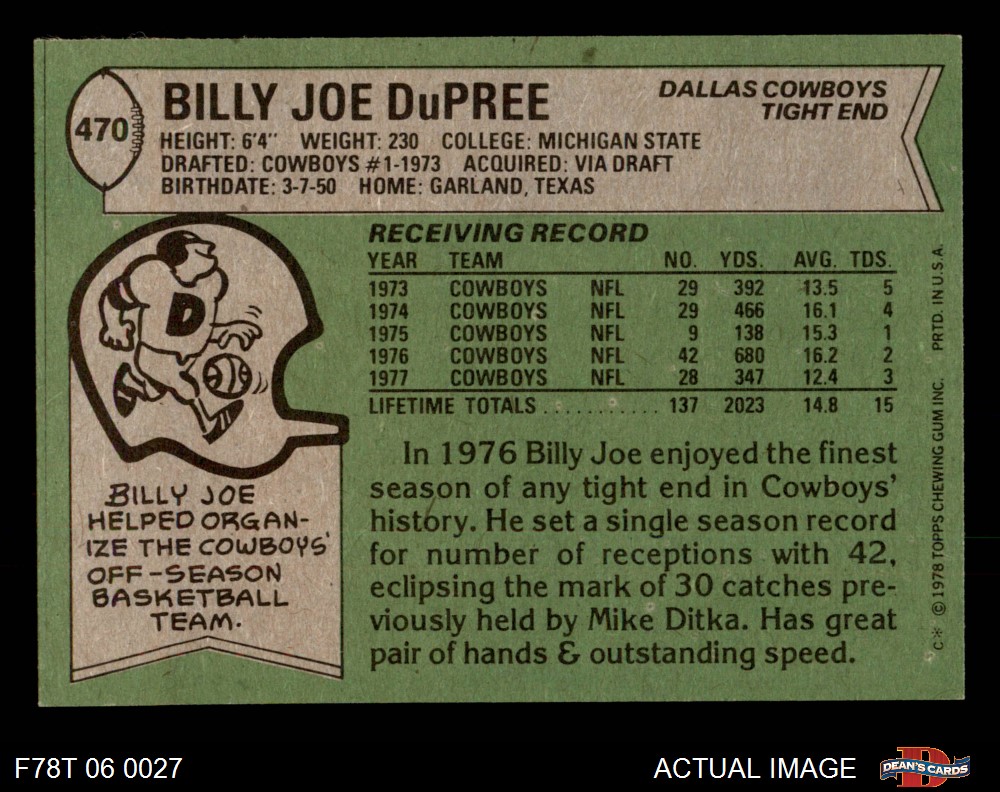 470
BILLY JOE DuPREE
DALLAS COWBOYS
TIGHT END
HEIGHT: 6'4" WEIGHT: 230 COLLEGE: MICHIGAN STATE
DRAFTED: COWBOYS #1-1973 ACQUIRED: VIA DRAFT
BIRTHDATE: 3-7-50 HOME: GARLAND, TEXAS
D
BILLY JOE
HELPED ORGAN-
IZE THE COWBOYS'
OFF-SEASON
BASKETBALL
TEAM.
RECEIVING RECORD
YEAR TEAM NO. YDS. AVG. TDS.
1973 COWBOYS NFL 29 392 13.5 5
1974 COWBOYS NFL 29 466 16.1 4
1975 COWBOYS NFL 9 138 15.3 1
1976 COWBOYS NFL 42 680 16.2 2
1977 COWBOYS NFL 28 347 12.4 3
LIFETIME TOTALS ............ 137 2023 14.8 15
In 1976 Billy Joe enjoyed the finest
season of any tight end in Cowboys'
history. He set a single season record
for number of receptions with 42,
eclipsing the mark of 30 catches pre-
viously held by Mike Ditka. Has great
pair of hands & outstanding speed.
C* © 1978 TOPPS CHEWING GUM INC. PRTD. IN U.S.A.
F78T 06 0027
ACTUAL IMAGE
D
DEAN'S CARDS